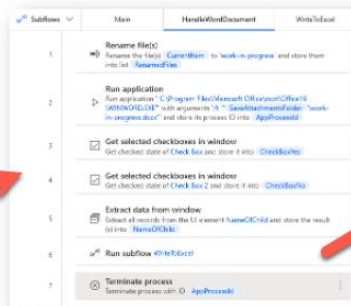 Subflows Main HandleWordDocument WriteToExcel
1 Rename file(s)
Rename the file(s) CurrentItem to 'work-in-progress' and store them
into list RenamedFiles
2 Run application
Run application 'C:\Program Files\Microsoft Office\root\Office16
\WINWORD.EXE' with arguments '/t "' SaveAttachmentsFolder '\work-
in-progress.docx"' and store its process ID into AppProcessId
3 Get selected checkboxes in window
Get checked state of Check Box and store it into CheckBoxYes
4 Get selected checkboxes in window
Get checked state of Check Box 2 and store it into CheckBoxNo
5 Extract data from window
Extract all records from the UI element NameOfChild and store the result
(s) into NameOfChild
6 Run subflow WriteToExcel
7 Terminate process
Terminate process with ID AppProcessId